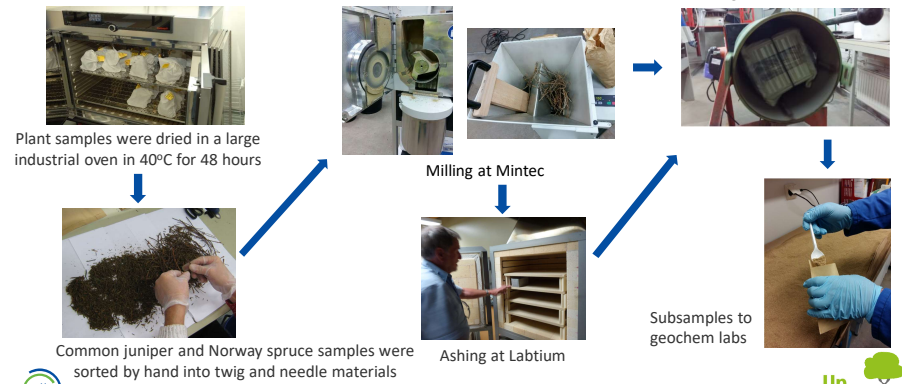 Plant samples were dried in a large
industrial oven in 40°C for 48 hours
Milling at Mintec
Common juniper and Norway spruce samples were
sorted by hand into twig and needle materials
Ashing at Labtium
Subsamples to
geochem labs